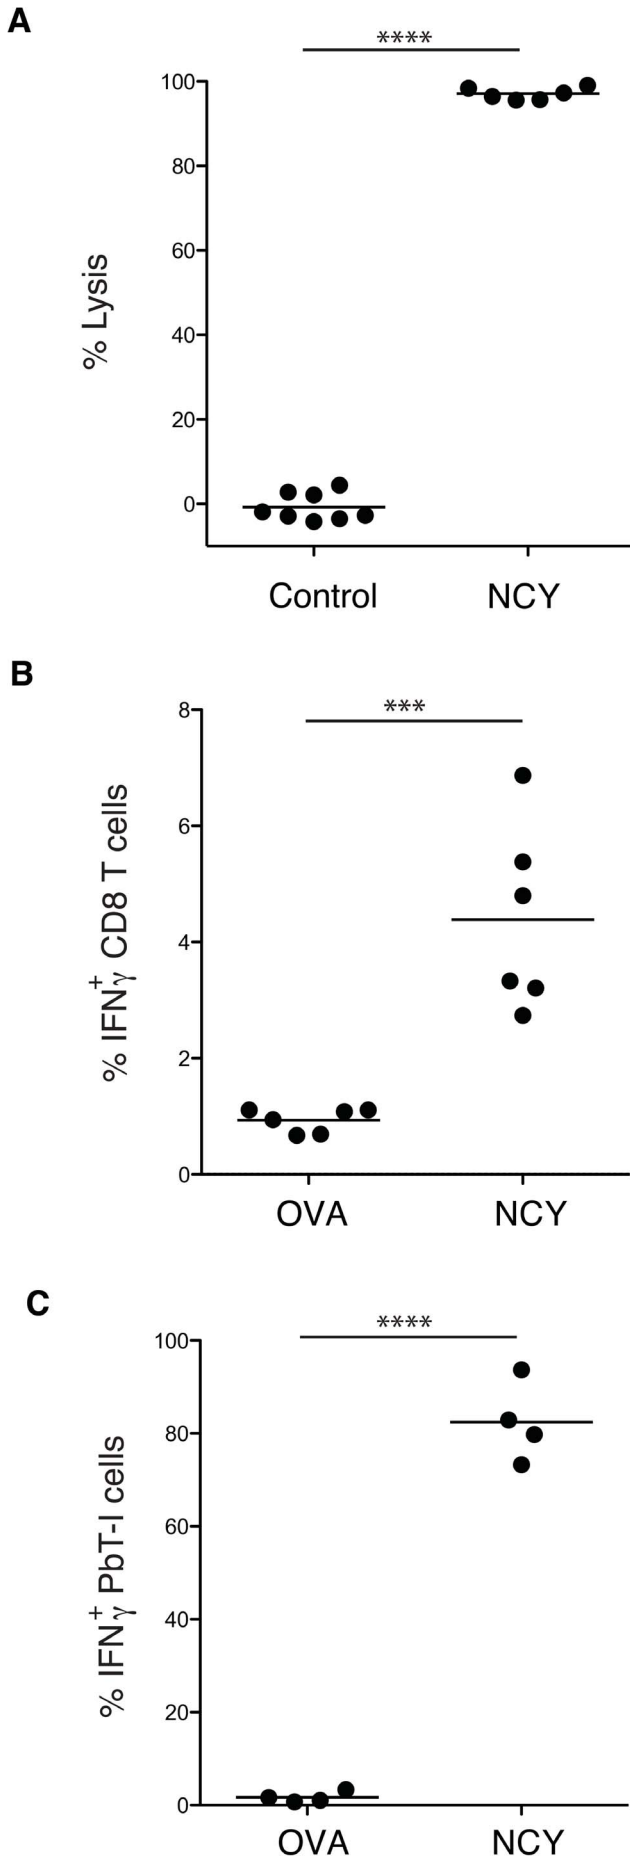 A
****
100
80
60
40
20
0
% Lysis
Control NCY
B
***
8
6
4
2
0
% IFNγ+ CD8 T cells
OVA NCY
C
****
100
80
60
40
20
0
% IFNγ+ PbT-I cells
OVA NCY